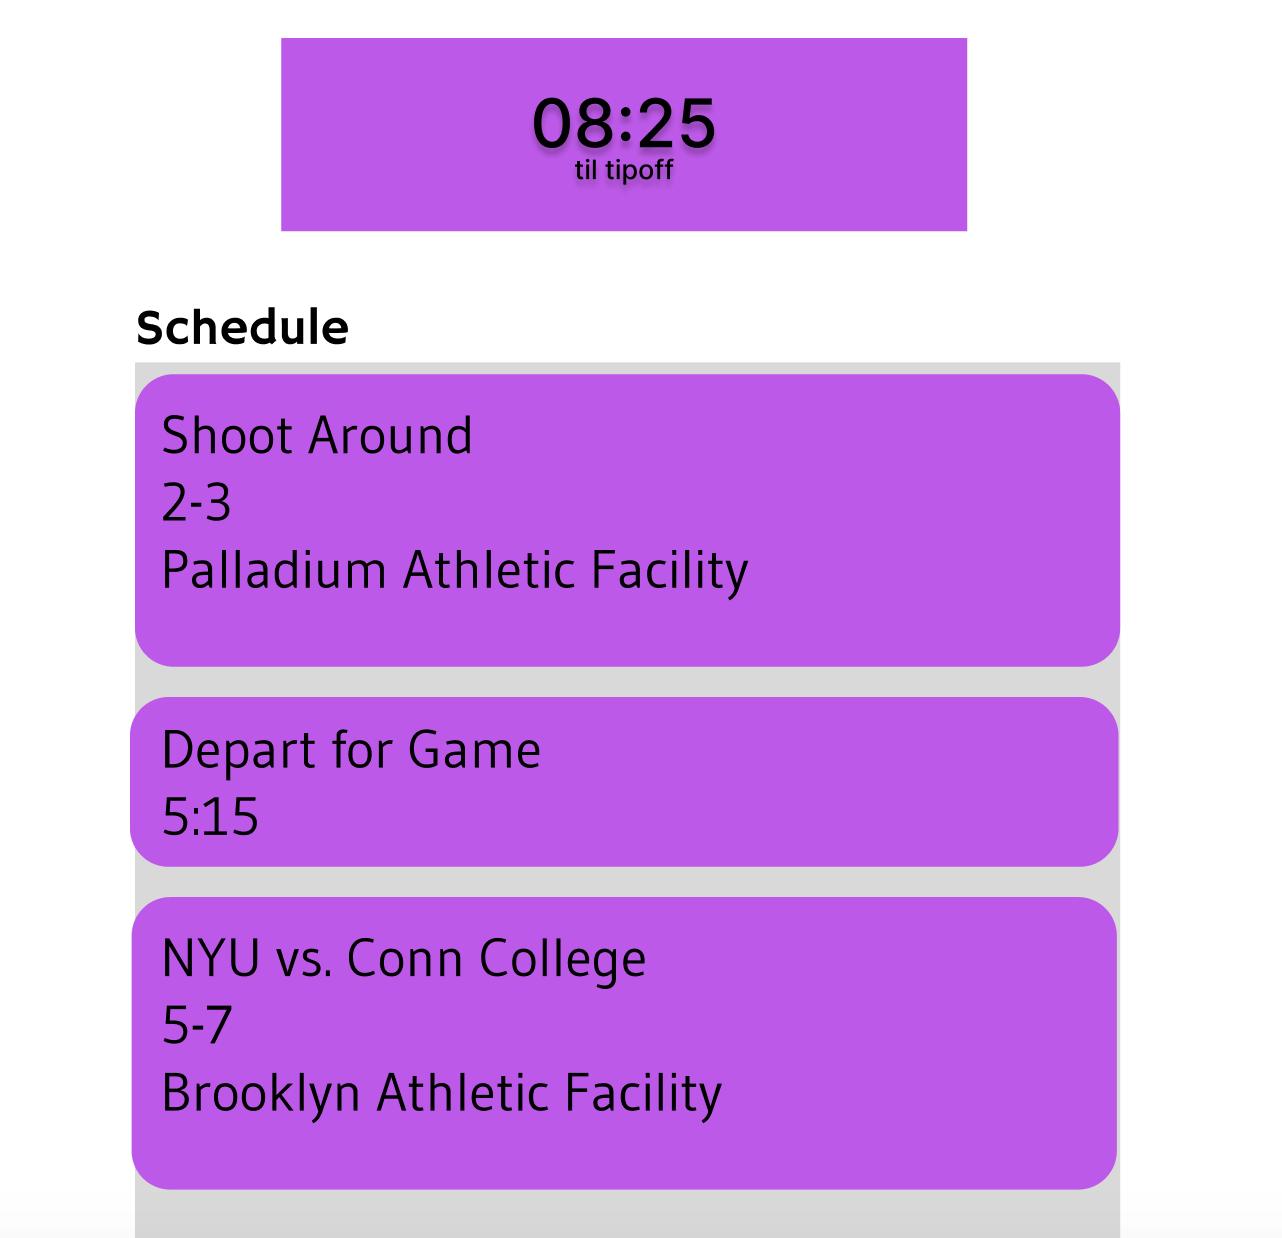 08:25
til tipoff
Schedule
Shoot Around
2-3
Palladium Athletic Facility
Depart for Game
5:15
NYU vs. Conn College
5-7
Brooklyn Athletic Facility